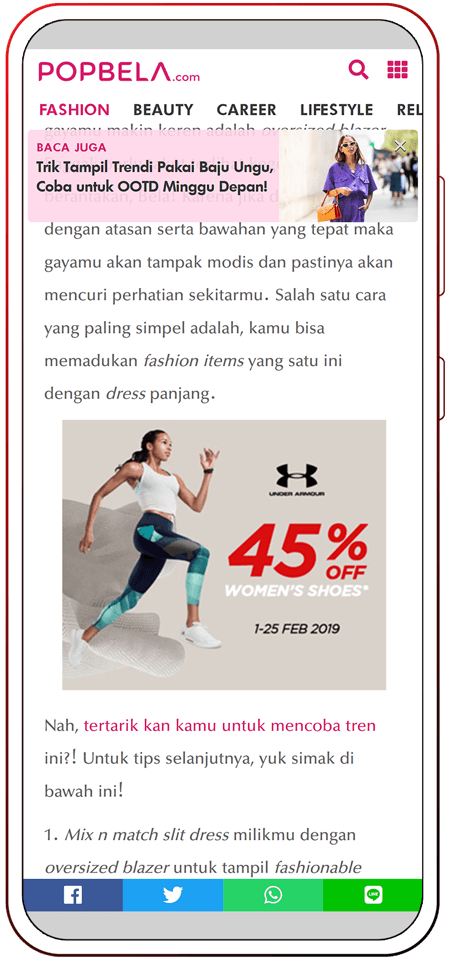 POPBELA.com
FASHION BEAUTY CAREER LIFESTYLE REL
gayamu makin keren adalah oversized blazer
BACA JUGA
Trik Tampil Trendi Pakai Baju Ungu,
Coba untuk OOTD Minggu Depan!
dengan atasan serta bawahan yang tepat maka
gayamu akan tampak modis dan pastinya akan
mencuri perhatian sekitarmu. Salah satu cara
yang paling simpel adalah, kamu bisa
memadukan fashion items yang satu ini
dengan dress panjang.
UNDER ARMOUR
45%
OFF
WOMEN'S SHOES*
1-25 FEB 2019
Nah, tertarik kan kamu untuk mencoba tren
ini?! Untuk tips selanjutnya, yuk simak di
bawah ini!
1. Mix n match slit dress milikmu dengan
oversized blazer untuk tampil fashionable
LINE